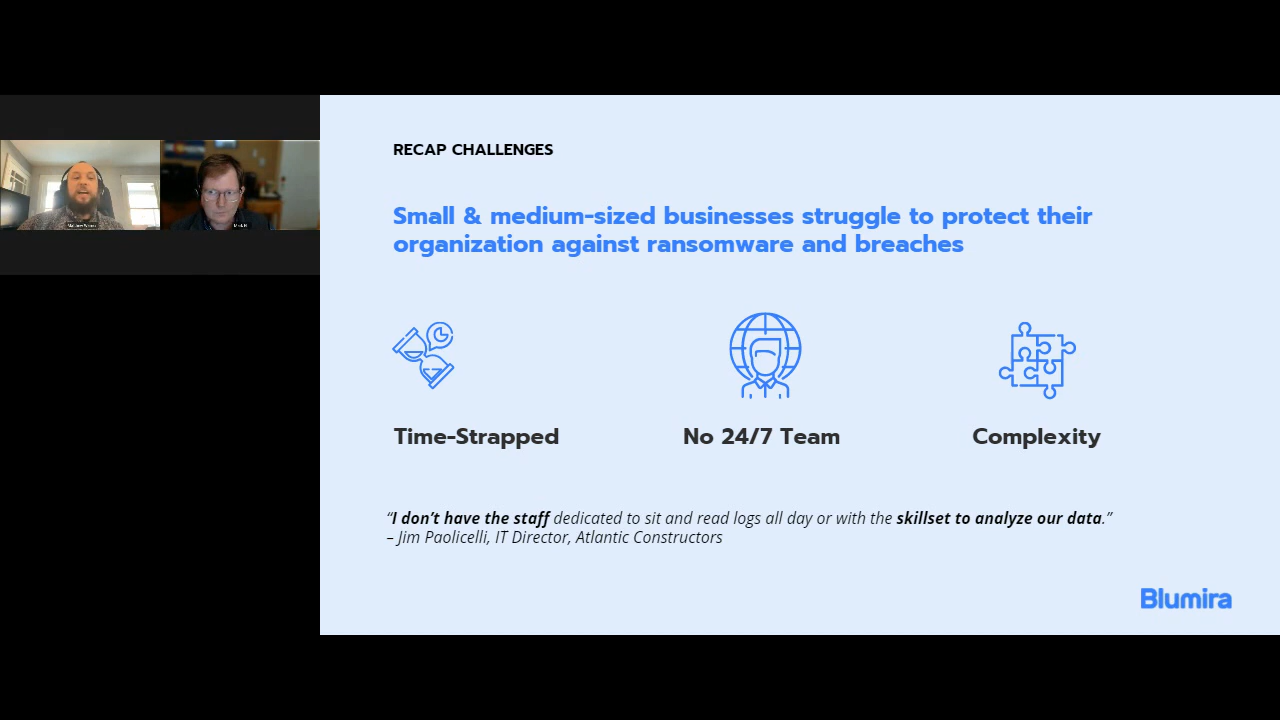 RECAP CHALLENGES
Small & medium-sized businesses struggle to protect their
organization against ransomware and breaches
Time-Strapped
No 24/7 Team
Complexity
“I don’t have the staff dedicated to sit and read logs all day or with the skillset to analyze our data.”
– Jim Paolicelli, IT Director, Atlantic Constructors
Blumira